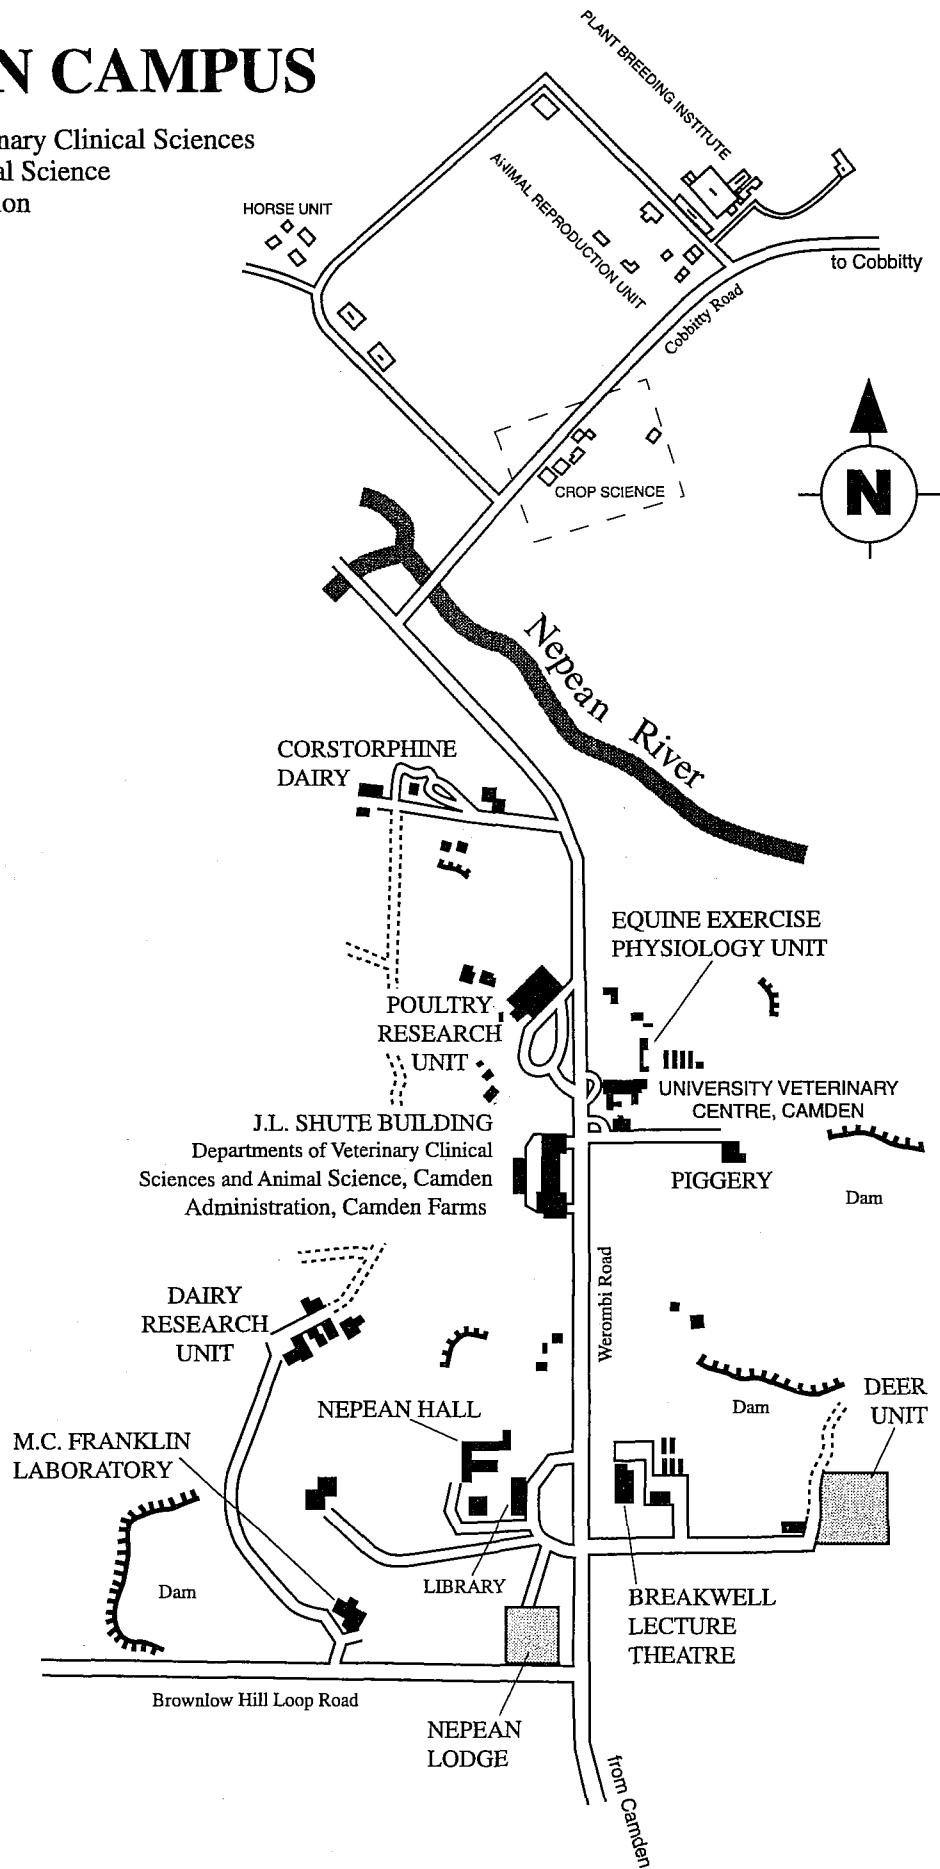 N CAMPUS
nary Clinical Sciences
al Science
ion
PLANT BREEDING INSTITUTE
ANIMAL REPRODUCTION UNIT
HORSE UNIT
to Cobbitty
Cobbitty Road
CROP SCIENCE
N
Nepean River
CORSTORPHINE
DAIRY
EQUINE EXERCISE
PHYSIOLOGY UNIT
POULTRY
RESEARCH
UNIT
UNIVERSITY VETERINARY
CENTRE, CAMDEN
J.L. SHUTE BUILDING
Departments of Veterinary Clinical
Sciences and Animal Science, Camden
Administration, Camden Farms
PIGGERY
Dam
Werombi Road
DAIRY
RESEARCH
UNIT
Dam
DEER
UNIT
NEPEAN HALL
M.C. FRANKLIN
LABORATORY
Dam
LIBRARY
BREAKWELL
LECTURE
THEATRE
Brownlow Hill Loop Road
NEPEAN
LODGE
from Camden